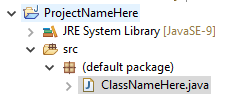 ProjectNameHere
JRE System Library [JavaSE-9]
src
(default package)
ClassNameHere.java